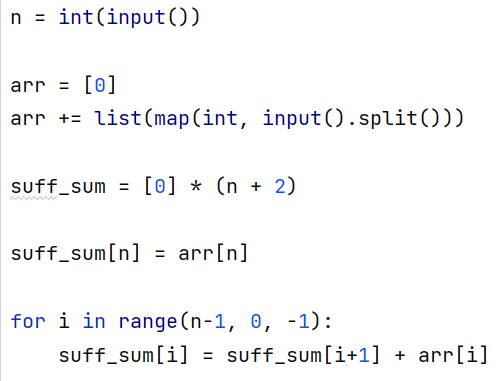 n = int(input())
arr = [0]
arr += list(map(int, input().split()))
suff_sum = [0] * (n + 2)
suff_sum[n] = arr[n]
for i in range(n-1, 0, -1):
    suff_sum[i] = suff_sum[i+1] + arr[i]